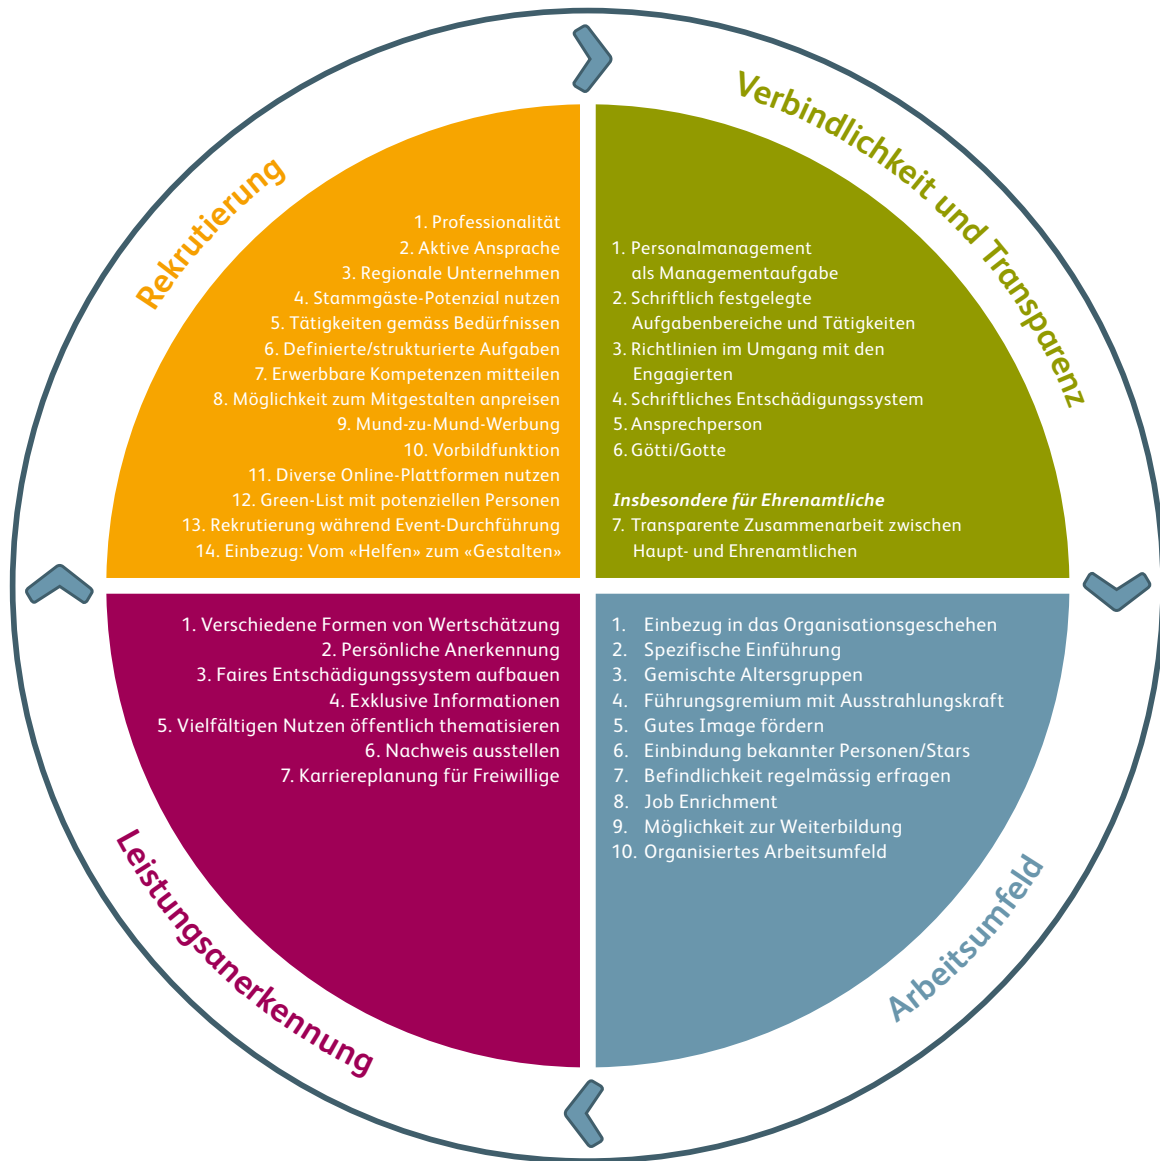 Rekrutierung
1. Professionalität
2. Aktive Ansprache
3. Regionale Unternehmen
4. Stammgäste-Potenzial nutzen
5. Tätigkeiten gemäss Bedürfnissen
6. Definierte/strukturierte Aufgaben
7. Erwerbbare Kompetenzen mitteilen
8. Möglichkeit zum Mitgestalten anpreisen
9. Mund-zu-Mund-Werbung
10. Vorbildfunktion
11. Diverse Online-Plattformen nutzen
12. Green-List mit potenziellen Personen
13. Rekrutierung während Event-Durchführung
14. Einbezug: Vom «Helfen» zum «Gestalten»
Verbindlichkeit und Transparenz
1. Personalmanagement
als Managementaufgabe
2. Schriftlich festgelegte
Aufgabenbereiche und Tätigkeiten
3. Richtlinien im Umgang mit den
Engagierten
4. Schriftliches Entschädigungssystem
5. Ansprechperson
6. Götti/Gotte
Insbesondere für Ehrenamtliche
7. Transparente Zusammenarbeit zwischen
Haupt- und Ehrenamtlichen
1. Einbezug in das Organisationsgeschehen
2. Spezifische Einführung
3. Gemischte Altersgruppen
4. Führungsgremium mit Ausstrahlungskraft
5. Gutes Image fördern
6. Einbindung bekannter Personen/Stars
7. Befindlichkeit regelmässig erfragen
8. Job Enrichment
9. Möglichkeit zur Weiterbildung
10. Organisiertes Arbeitsumfeld
Arbeitsumfeld
1. Verschiedene Formen von Wertschätzung
2. Persönliche Anerkennung
3. Faires Entschädigungssystem aufbauen
4. Exklusive Informationen
5. Vielfältigen Nutzen öffentlich thematisieren
6. Nachweis ausstellen
7. Karriereplanung für Freiwillige
Leistungsanerkennung